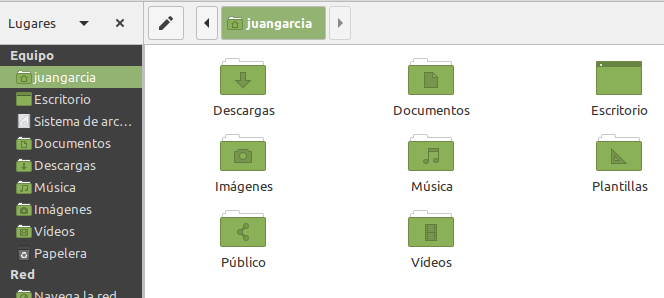 Lugares
juangarcia
Equipo
juangarcia
Escritorio
Sistema de arc...
Documentos
Descargas
Música
Imágenes
Vídeos
Papelera
Red
Navega la red
Descargas Documentos Escritorio
Imágenes Música Plantillas
Público Vídeos